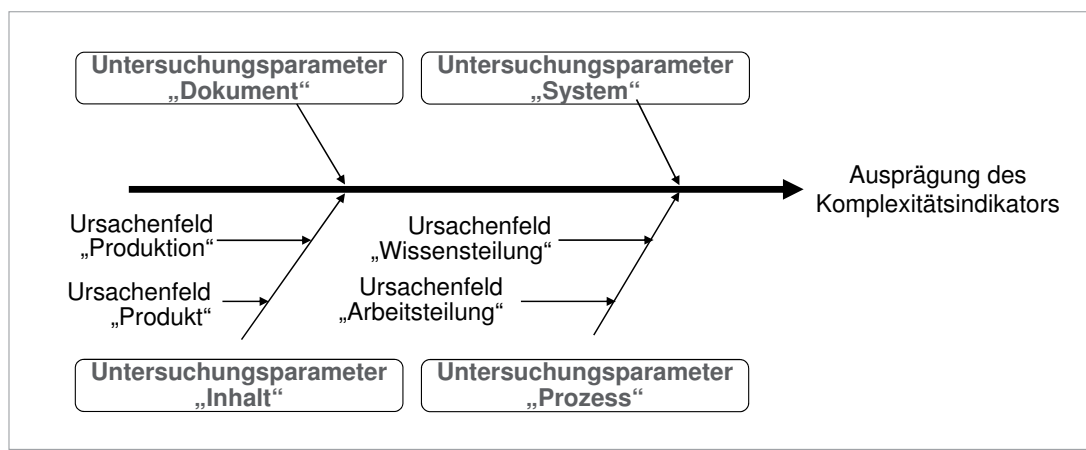 Untersuchungsparameter
„Dokument“
Untersuchungsparameter
„System“
Ausprägung des
Komplexitätsindikators
Ursachenfeld
„Produktion“
Ursachenfeld
„Wissensteilung“
Ursachenfeld
„Produkt“
Ursachenfeld
„Arbeitsteilung“
Untersuchungsparameter
„Inhalt“
Untersuchungsparameter
„Prozess“